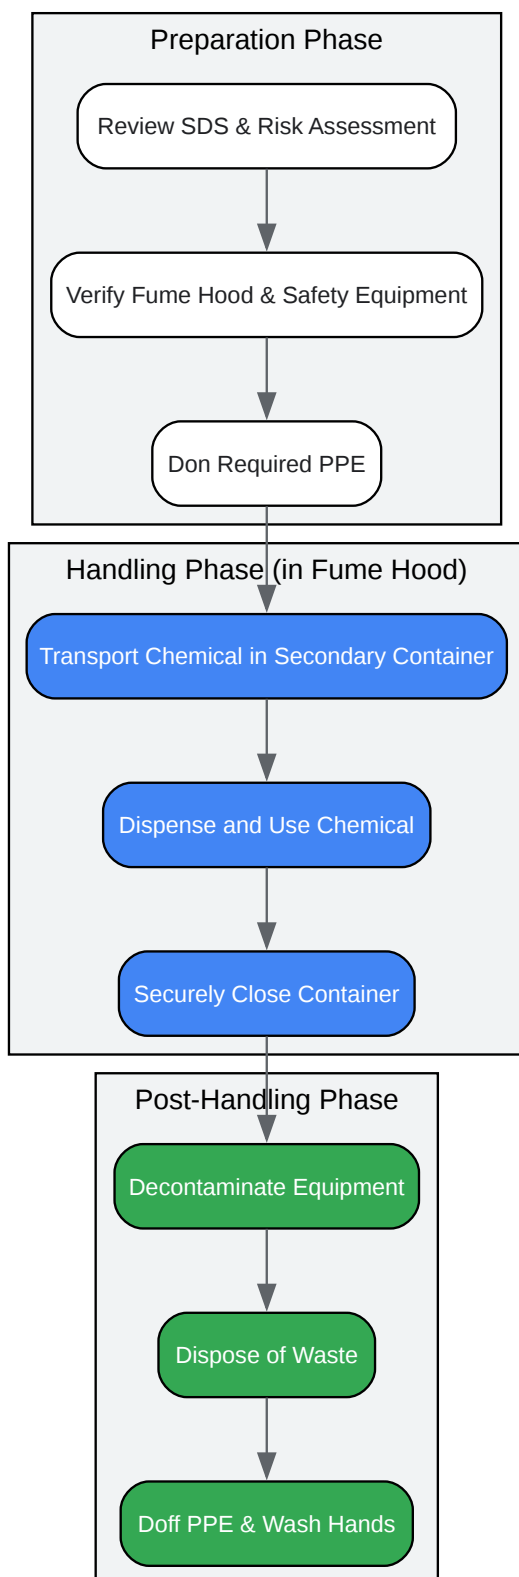 Preparation Phase
Review SDS & Risk Assessment
Verify Fume Hood & Safety Equipment
Don Required PPE
Handling Phase (in Fume Hood)
Transport Chemical in Secondary Container
Dispense and Use Chemical
Securely Close Container
Post-Handling Phase
Decontaminate Equipment
Dispose of Waste
Doff PPE & Wash Hands